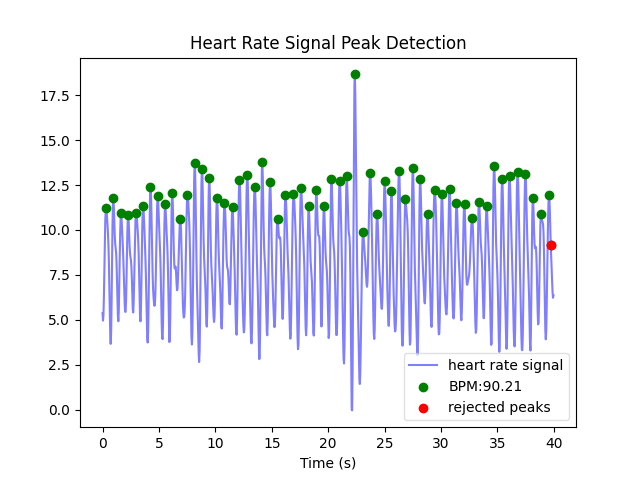 Heart Rate Signal Peak Detection
17.5
15.0
12.5
10.0
7.5
5.0
2.5
0.0
heart rate signal
BPM:90.21
rejected peaks
0 5 10 15 20 25 30 35 40
Time (s)